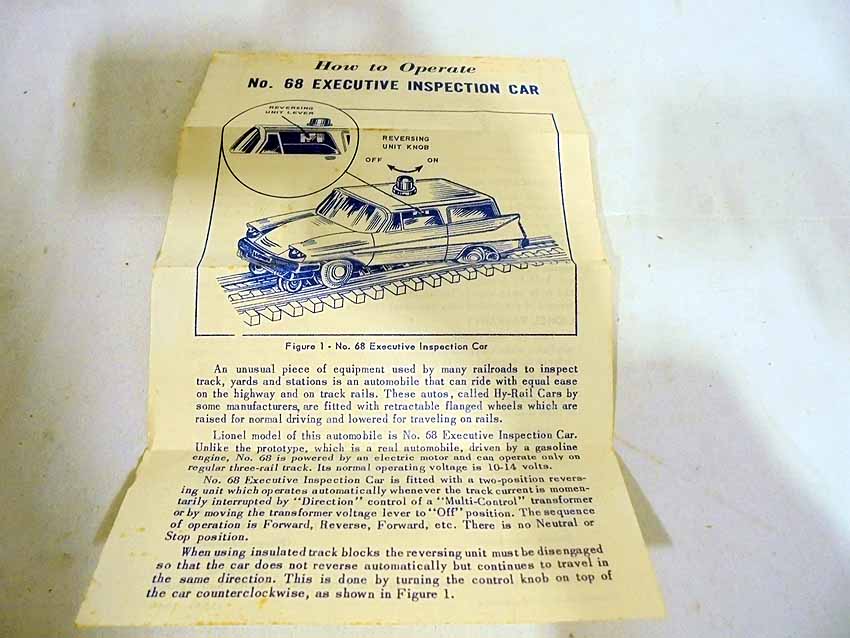 How to Operate
No. 68 EXECUTIVE INSPECTION CAR
REVERSING
UNIT LEVER
REVERSING
UNIT KNOB
OFF ON
Figure 1 - No. 68 Executive Inspection Car
An unusual piece of equipment used by many railroads to inspect
track, yards and stations is an automobile that can ride with equal ease
on the highway and on track rails. These autos, called Hy-Rail Cars by
some manufacturers, are fitted with retractable flanged wheels which are
raised for normal driving and lowered for traveling on rails.
Lionel model of this automobile is No. 68 Executive Inspection Car.
Unlike the prototype, which is a real automobile, driven by a gasoline
engine, No. 68 is powered by an electric motor and can operate only on
regular three-rail track. Its normal operating voltage is 10-14 volts.
No. 68 Executive Inspection Car is fitted with a two-position revers-
ing unit which operates automatically whenever the track current is momen-
tarily interrupted by "Direction" control of a "Multi-Control" transformer
or by moving the transformer voltage lever to "Off" position. The sequence
of operation is Forward, Reverse, Forward, etc. There is no Neutral or
Stop position.
When using insulated track blocks the reversing unit must be disengaged
so that the car does not reverse automatically but continues to travel in
the same direction. This is done by turning the control knob on top of
the car counterclockwise, as shown in Figure 1.